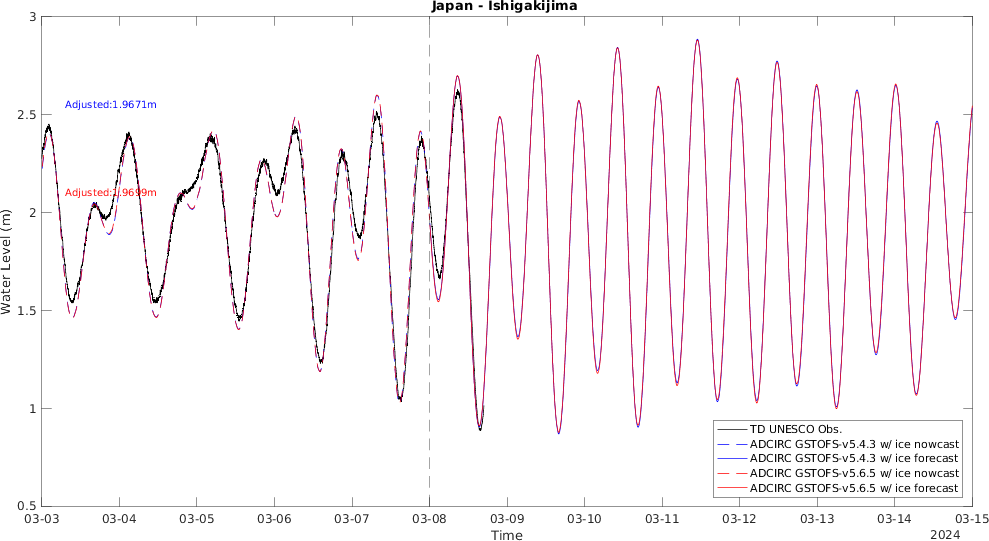 Japan - Ishigakijima
Water Level (m)
3
2.5
2
1.5
1
0.5
Adjusted:1.9671m
Adjusted:1.9699m
TD UNESCO Obs.
ADCIRC GSTOFS-v5.4.3 w/ ice nowcast
ADCIRC GSTOFS-v5.4.3 w/ ice forecast
ADCIRC GSTOFS-v5.6.5 w/ ice nowcast
ADCIRC GSTOFS-v5.6.5 w/ ice forecast
03-03 03-04 03-05 03-06 03-07 03-08 03-09 03-10 03-11 03-12 03-13 03-14 03-15
Time
2024